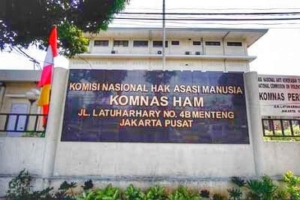 KOMISI NASIONAL HAK ASASI MANUSIA
KOMNAS HAM
JL. LATUHARHARY NO. 4B MENTENG
JAKARTA PUSAT
KOMNAS PER